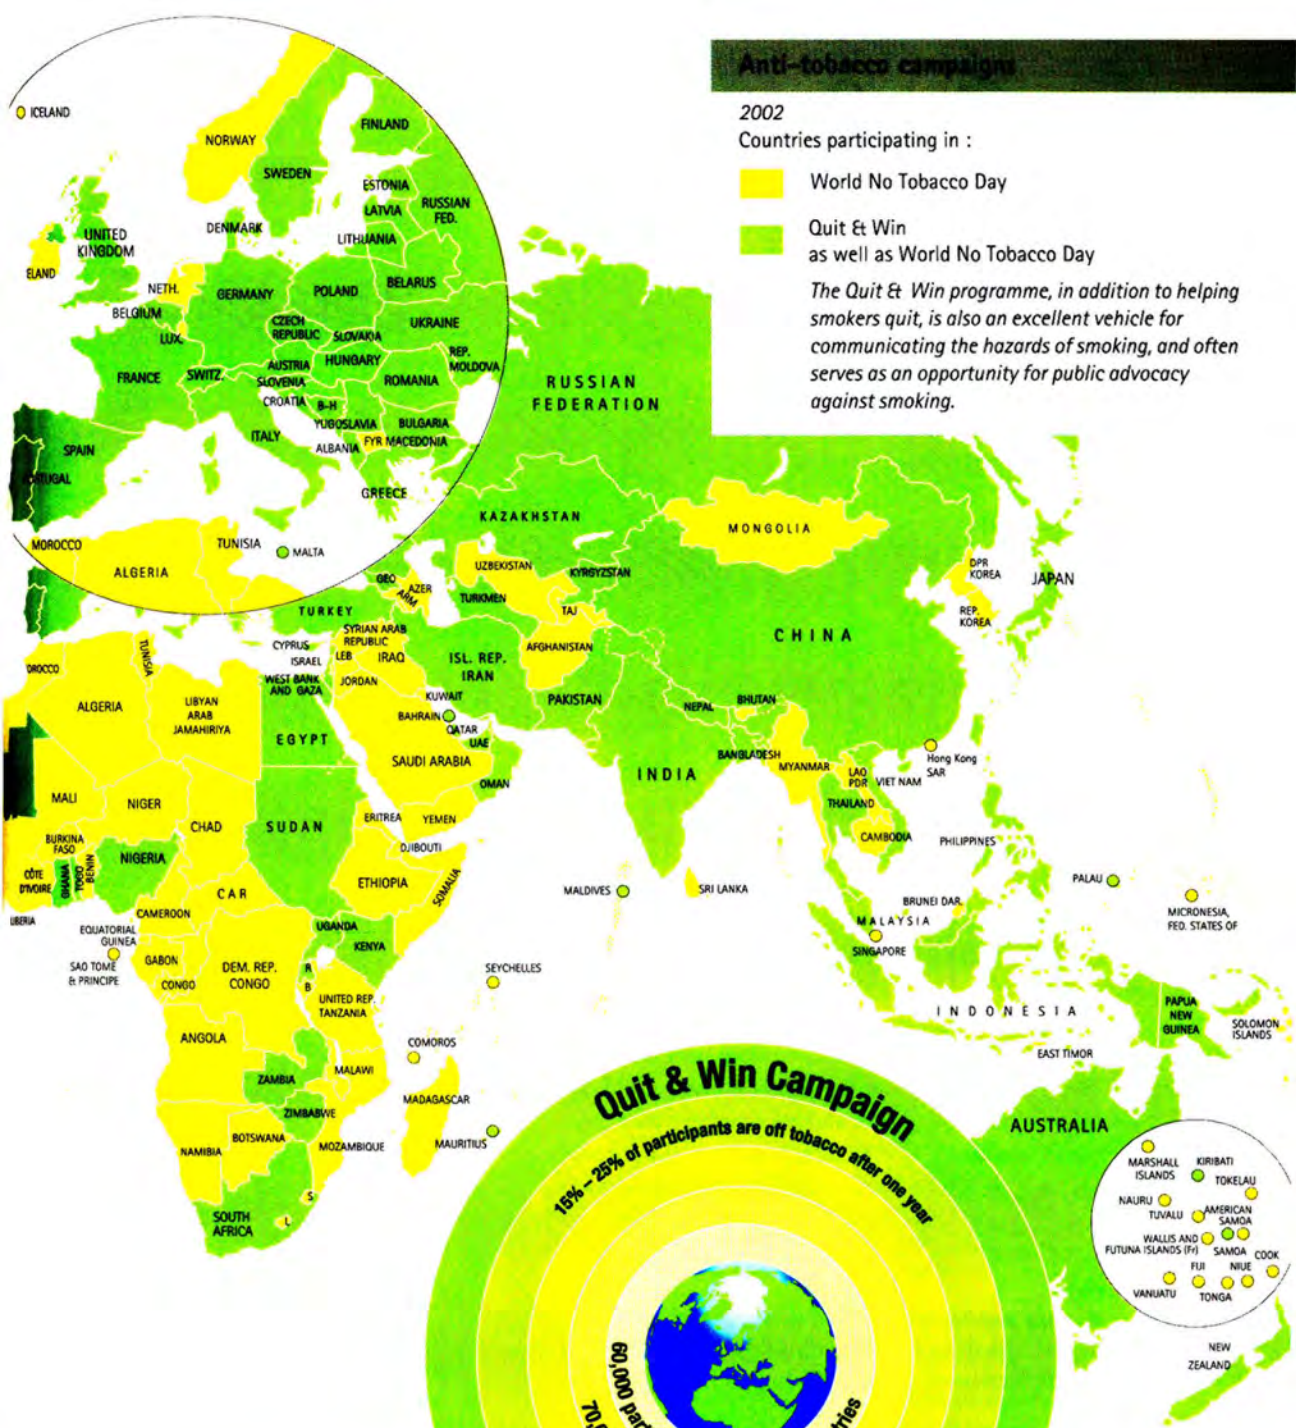 Anti-tobacco campaigns
2002
Countries participating in :
World No Tobacco Day
Quit & Win
as well as World No Tobacco Day
The Quit & Win programme, in addition to helping
smokers quit, is also an excellent vehicle for
communicating the hazards of smoking, and often
serves as an opportunity for public advocacy
against smoking.
ICELAND
NORWAY
FINLAND
SWEDEN
ESTONIA
LATVIA
RUSSIAN
FED.
DENMARK
LITHUANIA
UNITED
KINGDOM
ELAND
NETH.
GERMANY
POLAND
BELARUS
BELGIUM
LUX.
CZECH
REPUBLIC
SLOVAKIA
UKRAINE
FRANCE
SWITZ.
AUSTRIA
HUNGARY
REP.
MOLDOVA
SLOVENIA
ROMANIA
CROATIA
B-H
YUGOSLAVIA
BULGARIA
ITALY
ALBANIA
FYR MACEDONIA
SPAIN
PORTUGAL
GREECE
MOROCCO
TUNISIA
MALTA
ALGERIA
RUSSIAN
FEDERATION
KAZAKHSTAN
MONGOLIA
UZBEKISTAN
KYRGYZSTAN
DPR
KOREA
JAPAN
GEO
AZER
ARM
TURKMEN
TAJ
REP.
KOREA
TURKEY
CHINA
SYRIAN ARAB
REPUBLIC
CYPRUS
LEB
IRAQ
ISL. REP.
IRAN
AFGHANISTAN
ISRAEL
WEST BANK
AND GAZA
JORDAN
KUWAIT
PAKISTAN
NEPAL
BHUTAN
OROCCO
TUNISIA
ALGERIA
LIBYAN
ARAB
JAMAHIRIYA
EGYPT
BAHRAIN
QATAR
UAE
SAUDI ARABIA
OMAN
INDIA
BANGLADESH
MYANMAR
LAO
PDR
VIET NAM
Hong Kong
SAR
THAILAND
CAMBODIA
PHILIPPINES
MALI
NIGER
CHAD
SUDAN
ERITREA
YEMEN
DJIBOUTI
BURKINA
FASO
NIGERIA
CÔTE
D'IVOIRE
GHANA
TOGO
BENIN
LIBERIA
CAR
ETHIOPIA
SOMALIA
MALDIVES
SRI LANKA
BRUNEI DAR.
MALAYSIA
SINGAPORE
PALAU
MICRONESIA,
FED. STATES OF
CAMEROON
EQUATORIAL
GUINEA
UGANDA
KENYA
SAO TOME
& PRINCIPE
GABON
CONGO
DEM. REP.
CONGO
R
B
UNITED REP.
TANZANIA
SEYCHELLES
INDONESIA
PAPUA
NEW
GUINEA
SOLOMON
ISLANDS
EAST TIMOR
ANGOLA
ZAMBIA
MALAWI
COMOROS
ZIMBABWE
MADAGASCAR
NAMIBIA
BOTSWANA
MOZAMBIQUE
MAURITIUS
S
L
SOUTH
AFRICA
AUSTRALIA
MARSHALL
ISLANDS
KIRIBATI
TOKELAU
NAURU
TUVALU
AMERICAN
SAMOA
WALLIS AND
FUTUNA ISLANDS (Fr)
SAMOA
COOK
FIJI
NIUE
VANUATU
TONGA
NEW
ZEALAND
Quit & Win Campaign
15% – 25% of participants are off tobacco after one year
60,000